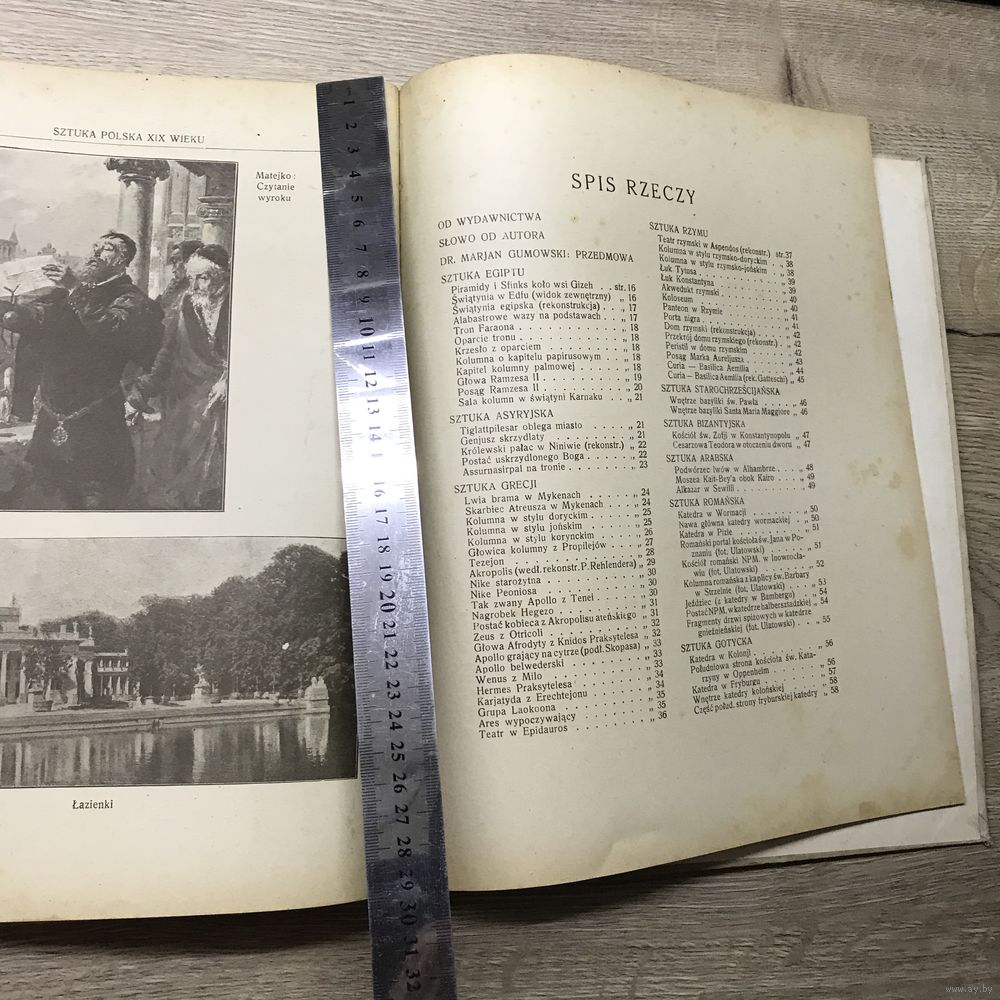 SZTUKA POLSKA XIX WIEKU
Matejko:
Czytanie
wyroku
Łazienki
1 2 3 4 5 6 7 8 9 10 11 12 13 14 1 16 17 18 19 20 21 22 23 24 25 26 27 28 29 30 31 32
SPIS RZECZY
OD WYDAWNICTWA
SŁOWO OD AUTORA
DR. MARJAN GUMOWSKI: PRZEDMOWA
SZTUKA EGIPTU
Piramidy i Sfinks koło wsi Gizeh . . str. 16
Świątynia w Edfu (widok zewnętrzny) „ 16
Świątynia egipska (rekonstrukcja) . „ 17
Alabastrowe wazy na podstawach . „ 17
Tron Faraona . . . . . . . „ 18
Oparcie tronu . . . . . . . „ 18
Krzesło z oparciem . . . . . „ 18
Kolumna o kapitelu papirusowym . „ 18
Kapitel kolumny palmowej . . . „ 18
Głowa Ramzesa II . . . . . . „ 19
Posąg Ramzesa II . . . . . . „ 20
Sala kolumn w świątyni Karnaku . . „ 21
SZTUKA ASYRYJSKA
Tiglattpilesar oblega miasto . . . „ 21
Genjusz skrzydlaty . . . . . „ 21
Królewski pałac w Niniwie (rekonstr.) „ 22
Postać uskrzydlonego Boga . . . „ 22
Assurnasirpal na tronie . . . . „ 23
SZTUKA GRECJI
Lwia brama w Mykenach . . . . „ 24
Skarbiec Atreusza w Mykenach . . „ 24
Kolumna w stylu doryckim . . . „ 25
Kolumna w stylu jońskim . . . . „ 25
Kolumna w stylu korynckim . . . „ 26
Głowica kolumny z Propilejów . . „ 27
Tezejon . . . . . . . . „ 28
Akropolis (wedł. rekonstr. P. Rehlendera) „ 29
Nike starożytna . . . . . . „ 30
Nike Peoniosa . . . . . . „ 30
Tak zwany Apollo z Tenei . . . „ 30
Nagrobek Hegezo . . . . . . „ 31
Postać kobieca z Akropolisu ateńskiego „ 31
Zeus z Otricoli . . . . . . „ 32
Głowa Afrodyty z Knidos Praksytelesa „ 32
Apollo grający na cytrze (podł. Skopasa) „ 33
Apollo belwederski . . . . . „ 33
Wenus z Milo . . . . . . . „ 33
Hermes Praksytelesa . . . . . „ 34
Karjatyda z Erechtejonu . . . . „ 34
Grupa Laokoona . . . . . . „ 35
Ares wypoczywający . . . . . „ 35
Teatr w Epidauros . . . . . . „ 36
SZTUKA RZYMU
Teatr rzymski w Aspendos (rekonstr.) str. 37
Kolumna w stylu rzymsko-doryckim . „ 38
Kolumna w stylu rzymsko-jońskim . „ 38
Łuk Tytusa . . . . . . . „ 39
Łuk Konstantyna . . . . . . „ 39
Akwedukt rzymski . . . . . . „ 39
Koloseum . . . . . . . . „ 40
Panteon w Rzymie . . . . . . „ 40
Porta nigra . . . . . . . . „ 41
Dom rzymski (rekonstrukcja) . . . „ 41
Przekrój domu rzymskiego (rekonstr.) . „ 42
Peristil w domu rzymskim . . . . „ 42
Posąg Marka Aureljusza . . . . „ 43
Curia — Basilica Aemilia . . . . „ 44
Curia — Basilica Aemilia (rek. Gatteschi) „ 45
SZTUKA STAROCHRZEŚCIJAŃSKA
Wnętrze bazyliki św. Pawła . . . „ 46
Wnętrze bazyliki Santa Maria Maggiore „ 46
SZTUKA BIZANTYJSKA
Kościół św. Zofji w Konstantynopolu „ 47
Cesarzowa Teodora w otoczeniu dworu „ 47
SZTUKA ARABSKA
Podwórzec lwów w Alhambrze . . . „ 48
Moszea Kait-Bey'a obok Kairo . . . „ 49
Alkazar w Sewilli . . . . . . „ 49
SZTUKA ROMAŃSKA
Katedra w Wormacji . . . . . „ 50
Nawa główna katedry wormackiej . „ 50
Katedra w Pizie . . . . . . „ 51
Romański portal kościoła św. Jana w Po-
znaniu (fot. Ulatowski) . . . . „ 51
Kościół romański NPM. w Inowrocła-
wiu (fot. Ulatowski) . . . . . „ 52
Kolumna romańska z kaplicy św. Barbary
w Strzelnie (fot. Ulatowski) . . . „ 53
Jeździec (z katedry w Bamberga) . . „ 54
Postać NPM. w katedrze halbersztadzkiej „ 54
Fragmenty drzwi spiżowych w katedrze
gnieźnieńskiej (fot. Ulatowski) . . „ 55
SZTUKA GOTYCKA
Katedra w Kolonji . . . . . . „ 56
Południowa strona kościoła św. Kata-
rzyny w Oppenheim . . . . . „ 56
Katedra w Fryburgu . . . . . „ 57
Wnętrze katedry kolońskiej . . . „ 58
Część połud. strony fryburskiej katedry „ 58
www.ay.by